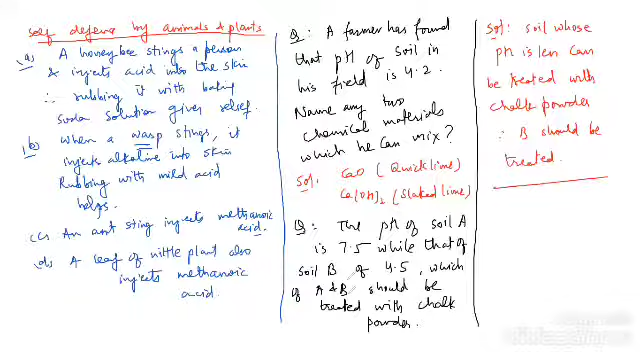 self defence by animals & plants
(a) A honey bee stings a person
& injects acid into the skin
∴ rubbing it with baking
soda solution gives relief.
(b) When a wasp stings, it
injects alkaline into skin
Rubbing with mild acid
helps.
(c) An ant sting injects methanoic
acid.
(d) A leaf of nittle plant also
injects methanoic
acid.
Q: A farmer has found
that pH of soil in
his field is 4.2.
Name any two
chemical materials
which he can mix?
Sol. CaO (Quick lime)
Ca(OH)2 (Slaked lime)
Q: The pH of soil A
is 7.5 while that of
soil B of 4.5, which
of A & B should be
treated with chalk
powder.
Sol: Soil whose
pH is less can
be treated with
chalk powder
∴ B should be
treated.